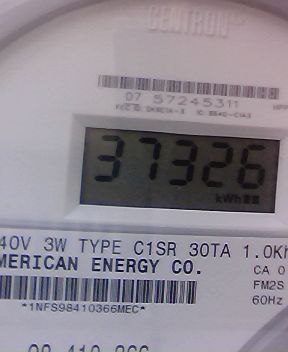 CENTRON
07 57245311
37326
kWh
40V 3W TYPE C1SR 30TA 1.0Kh
MERICAN ENERGY CO.
CA 0
FM2S
60Hz
*1NFS98410366MEC*